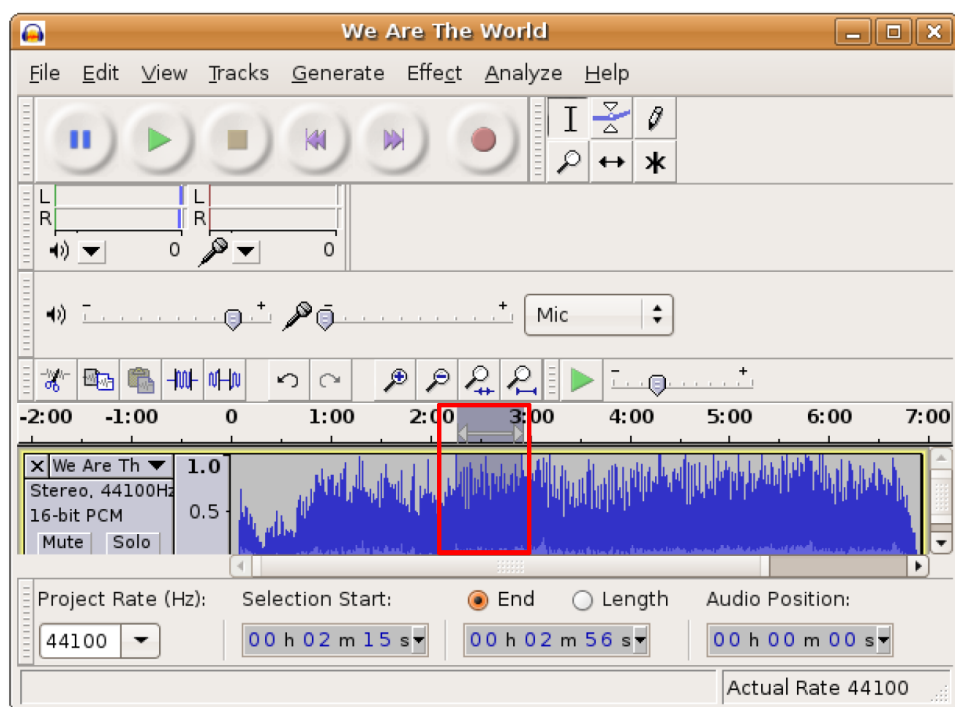 We Are The World
File Edit View Tracks Generate Effect Analyze Help
L L
R R
0 0
- + - + Mic
- +
-2:00 -1:00 0 1:00 2:00 3:00 4:00 5:00 6:00 7:00
We Are Th 1.0
Stereo, 44100Hz
16-bit PCM 0.5
Mute Solo
Project Rate (Hz): Selection Start: End Length Audio Position:
44100 00 h 02 m 15 s 00 h 02 m 56 s 00 h 00 m 00 s
Actual Rate 44100